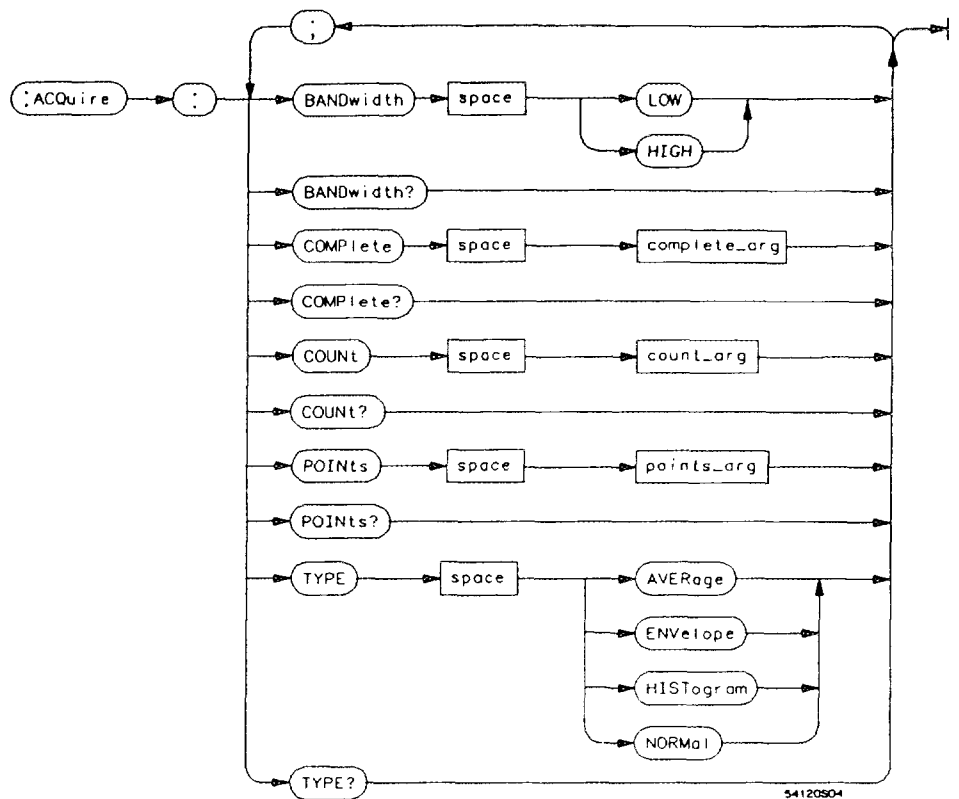 ;
:ACQuire : BANDwidth space LOW
HIGH
BANDwidth?
COMPlete space complete_arg
COMPlete?
COUNt space count_arg
COUNt?
POINts space points_arg
POINts?
TYPE space AVERage
ENVelope
HISTogram
NORMal
TYPE?
54120S04